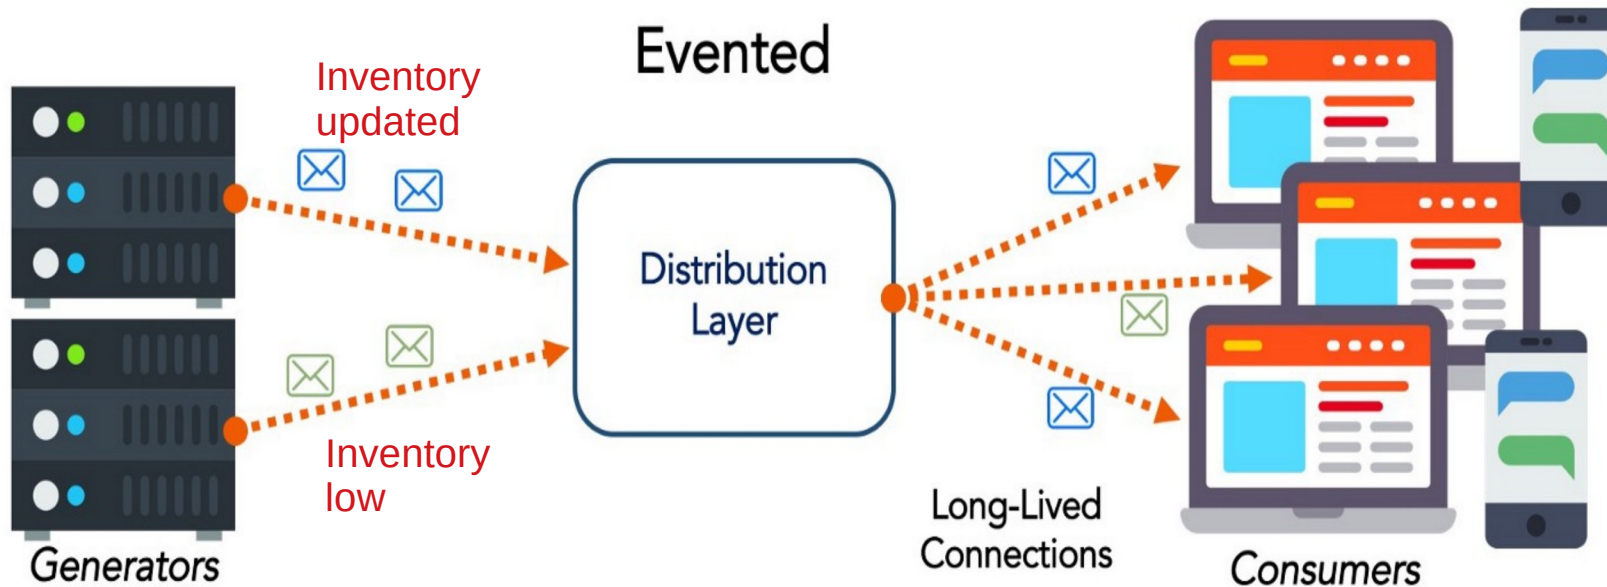 Evented
Inventory
updated
Distribution
Layer
Inventory
low
Long-Lived
Connections
Generators
Consumers